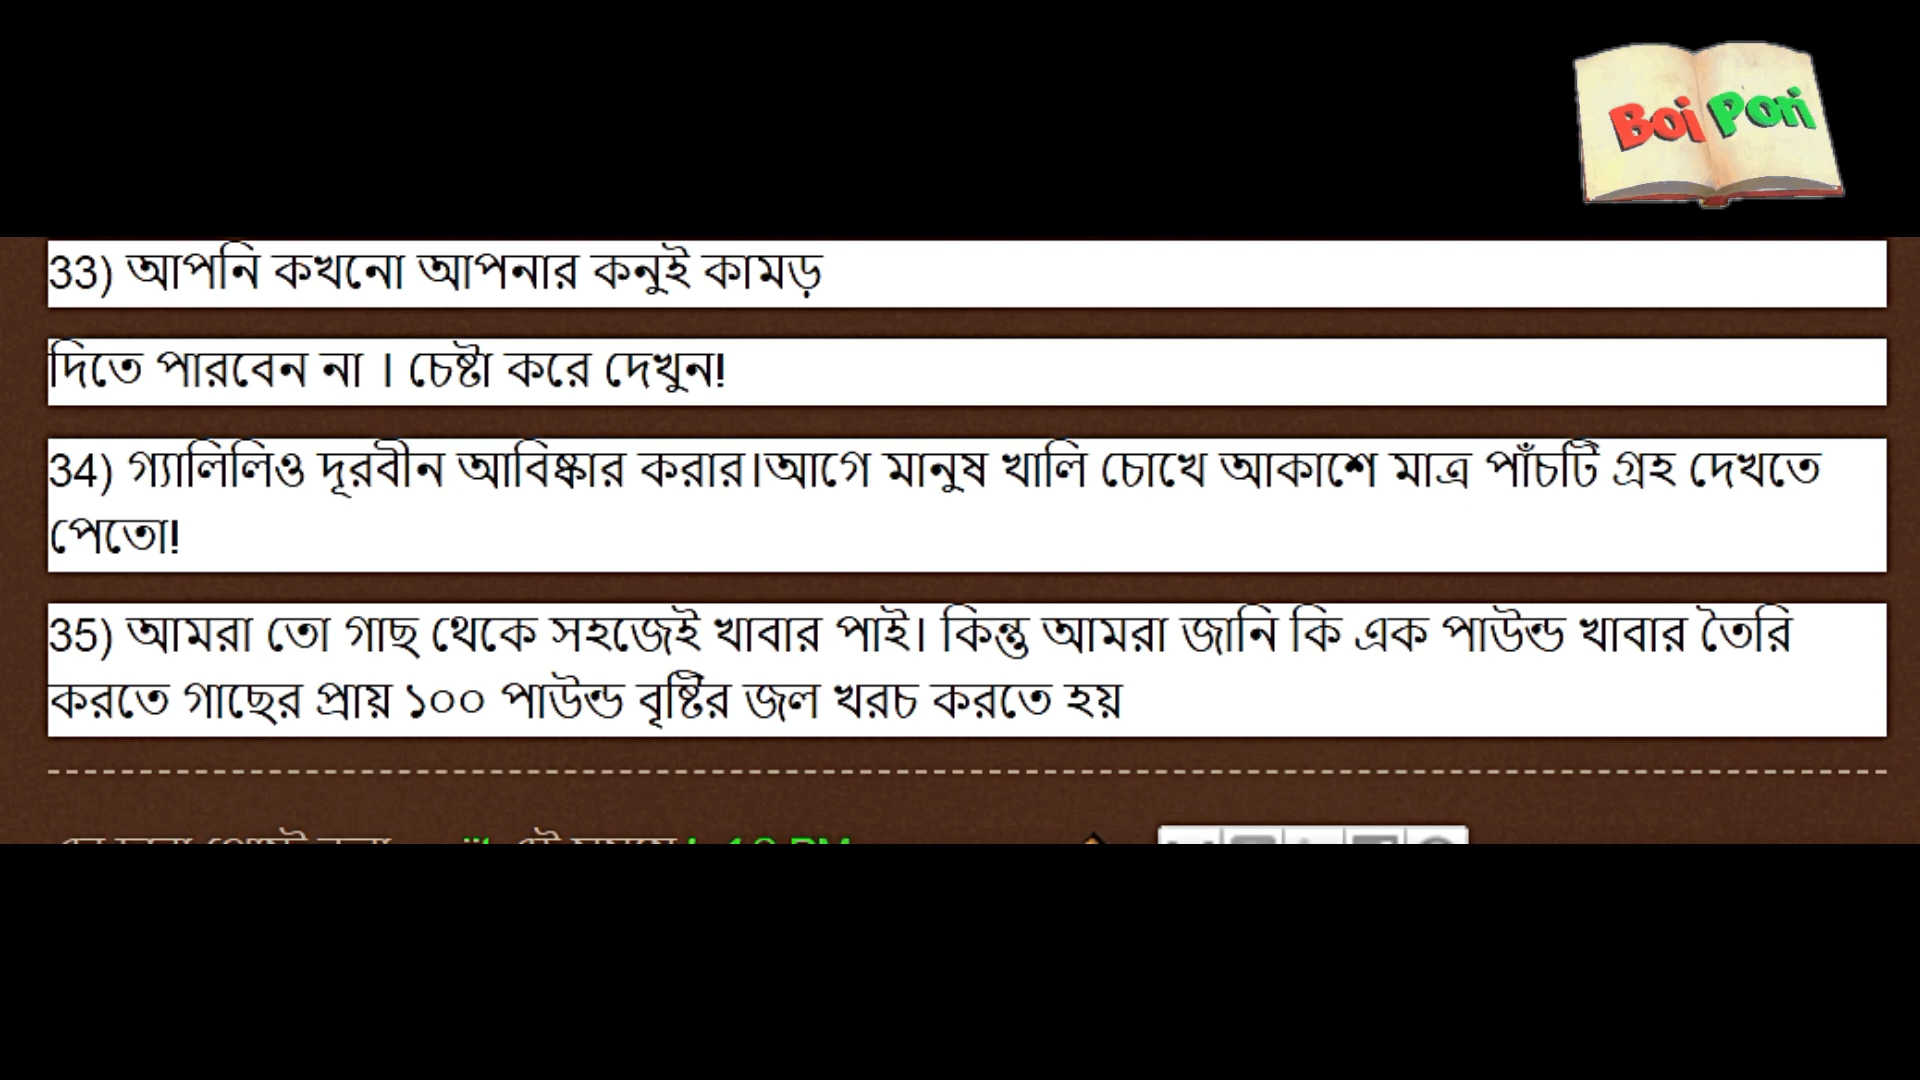 Boi Pori
33) আপনি কখনো আপনার কনুই কামড়
দিতে পারবেন না । চেষ্টা করে দেখুন!
34) গ্যালিলিও দূরবীন আবিষ্কার করার।আগে মানুষ খালি চোখে আকাশে মাত্র পাঁচটি গ্রহ দেখতে
পেতো!
35) আমরা তো গাছ থেকে সহজেই খাবার পাই। কিন্তু আমরা জানি কি এক পাউন্ড খাবার তৈরি
করতে গাছের প্রায় ১০০ পাউন্ড বৃষ্টির জল খরচ করতে হয়